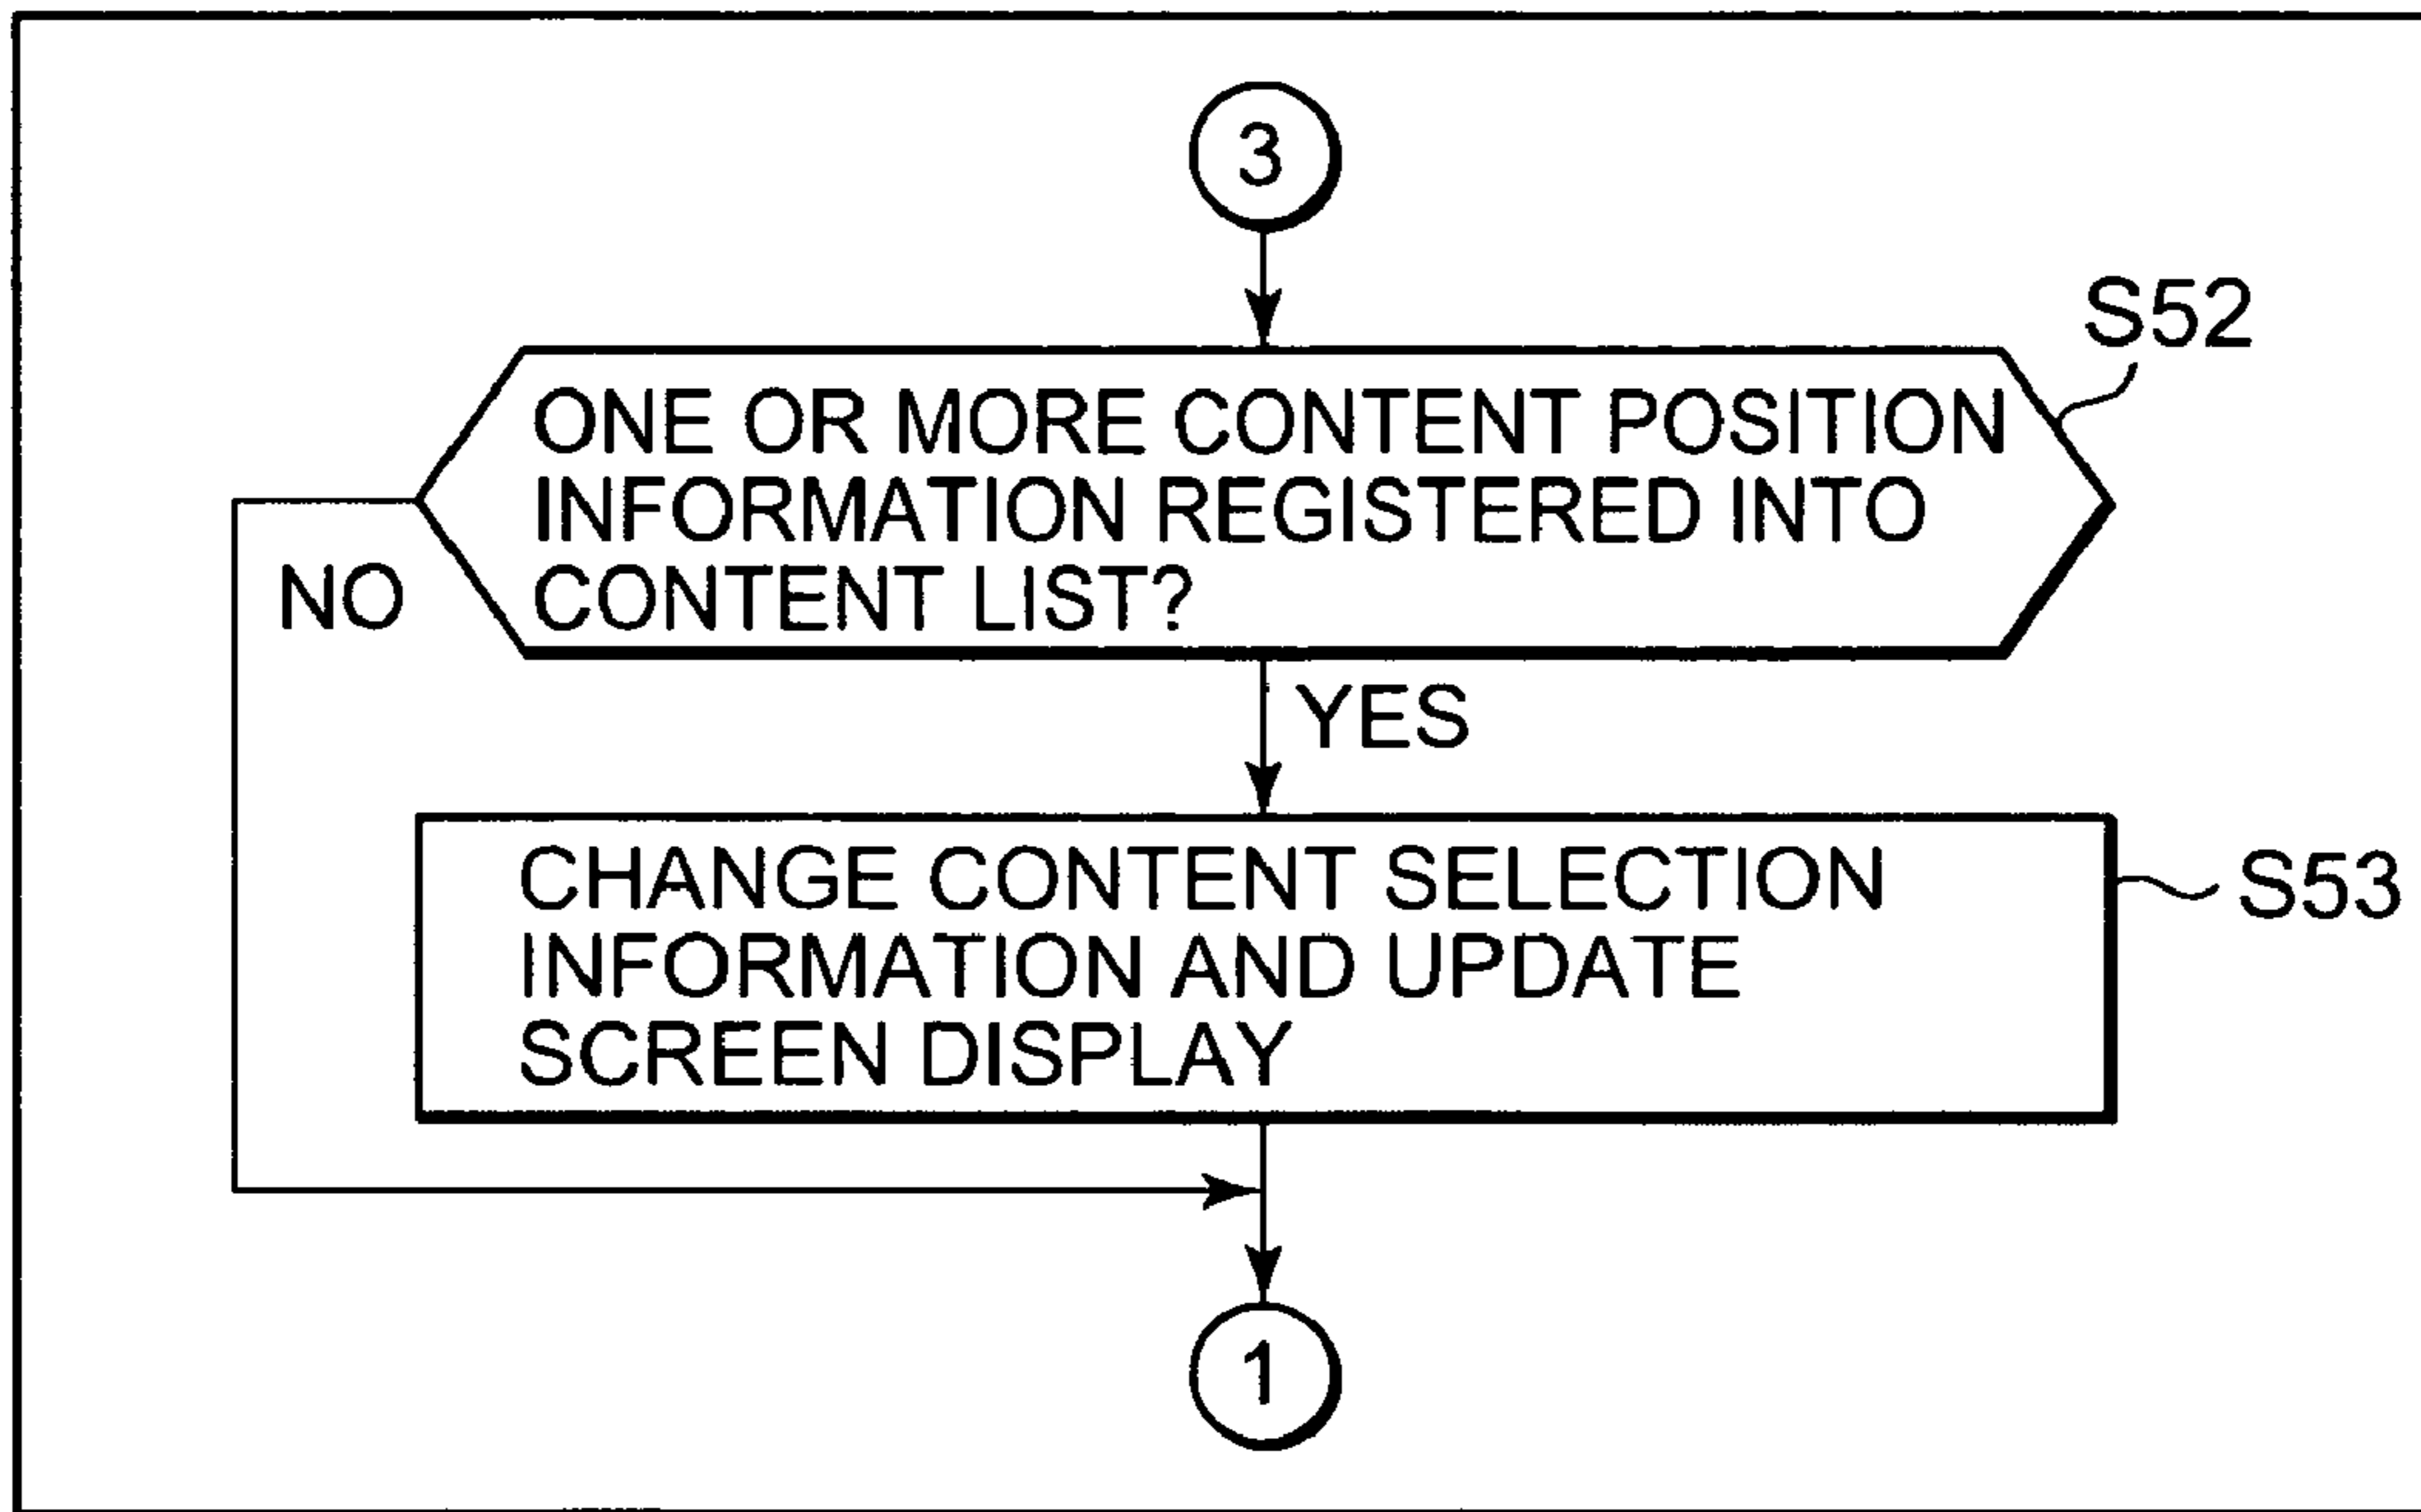 3
S52
ONE OR MORE CONTENT POSITION
INFORMATION REGISTERED INTO
CONTENT LIST?
NO
YES
CHANGE CONTENT SELECTION
INFORMATION AND UPDATE
SCREEN DISPLAY
S53
1